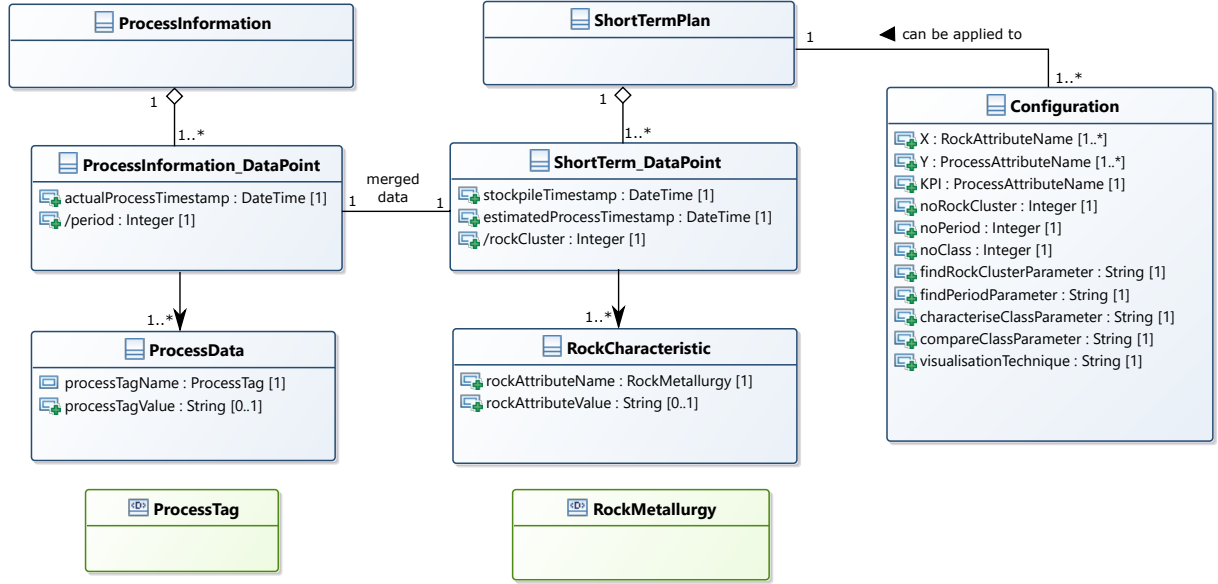 ProcessInformation
1
1..*
ProcessInformation_DataPoint
actualProcessTimestamp : DateTime [1]
/period : Integer [1]
1..*
ProcessData
processTagName : ProcessTag [1]
processTagValue : String [0..1]
<D>
ProcessTag
merged
data
1
1
ShortTermPlan
1
1..*
ShortTerm_DataPoint
stockpileTimestamp : DateTime [1]
estimatedProcessTimestamp : DateTime [1]
/rockCluster : Integer [1]
1..*
RockCharacteristic
rockAttributeName : RockMetallurgy [1]
rockAttributeValue : String [0..1]
<D>
RockMetallurgy
1
can be applied to
1..*
Configuration
X : RockAttributeName [1..*]
Y : ProcessAttributeName [1..*]
KPI : ProcessAttributeName [1]
noRockCluster : Integer [1]
noPeriod : Integer [1]
noClass : Integer [1]
findRockClusterParameter : String [1]
findPeriodParameter : String [1]
characteriseClassParameter : String [1]
compareClassParameter : String [1]
visualisationTechnique : String [1]